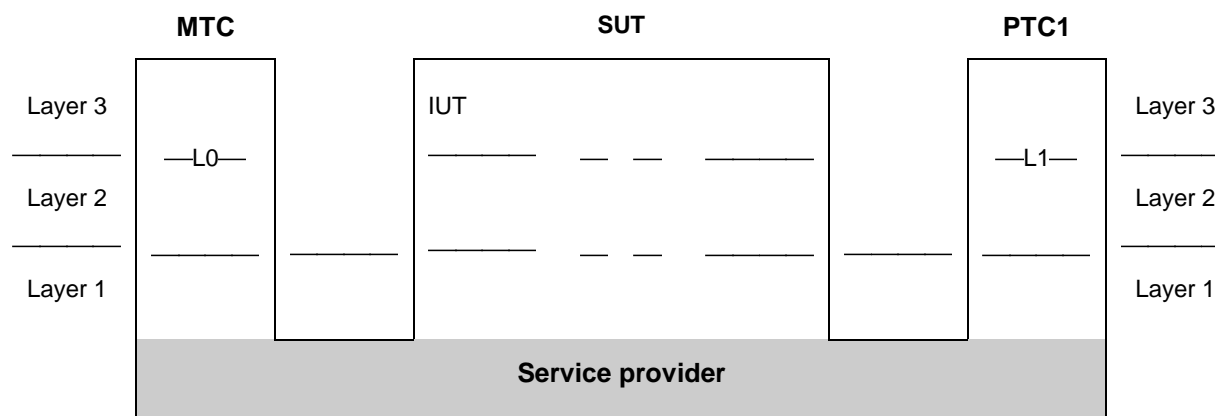 MTC SUT PTC1
Layer 3 IUT Layer 3
L0 L1
Layer 2 Layer 2
Layer 1 Layer 1
Service provider